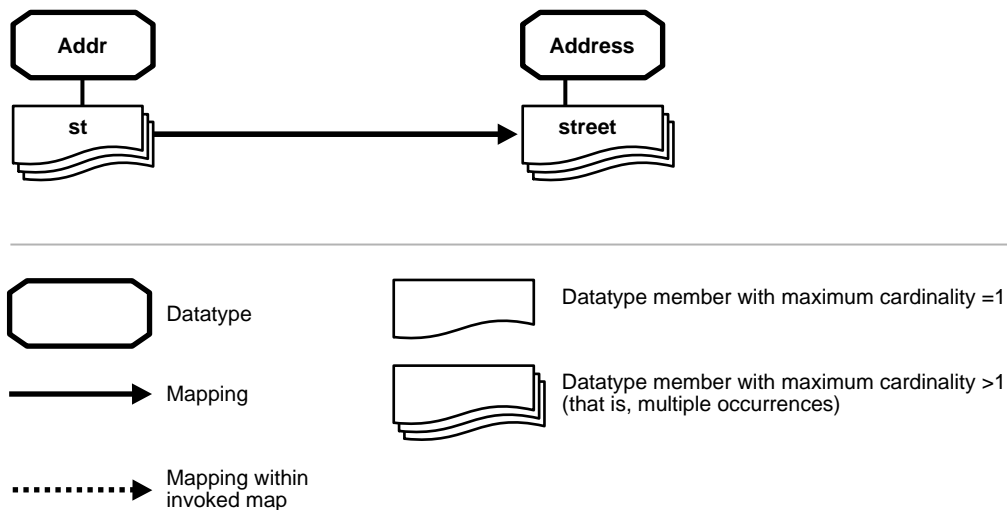 Addr
Address
st
street
Datatype
Datatype member with maximum cardinality =1
Mapping
Datatype member with maximum cardinality >1
(that is, multiple occurrences)
Mapping within
invoked map